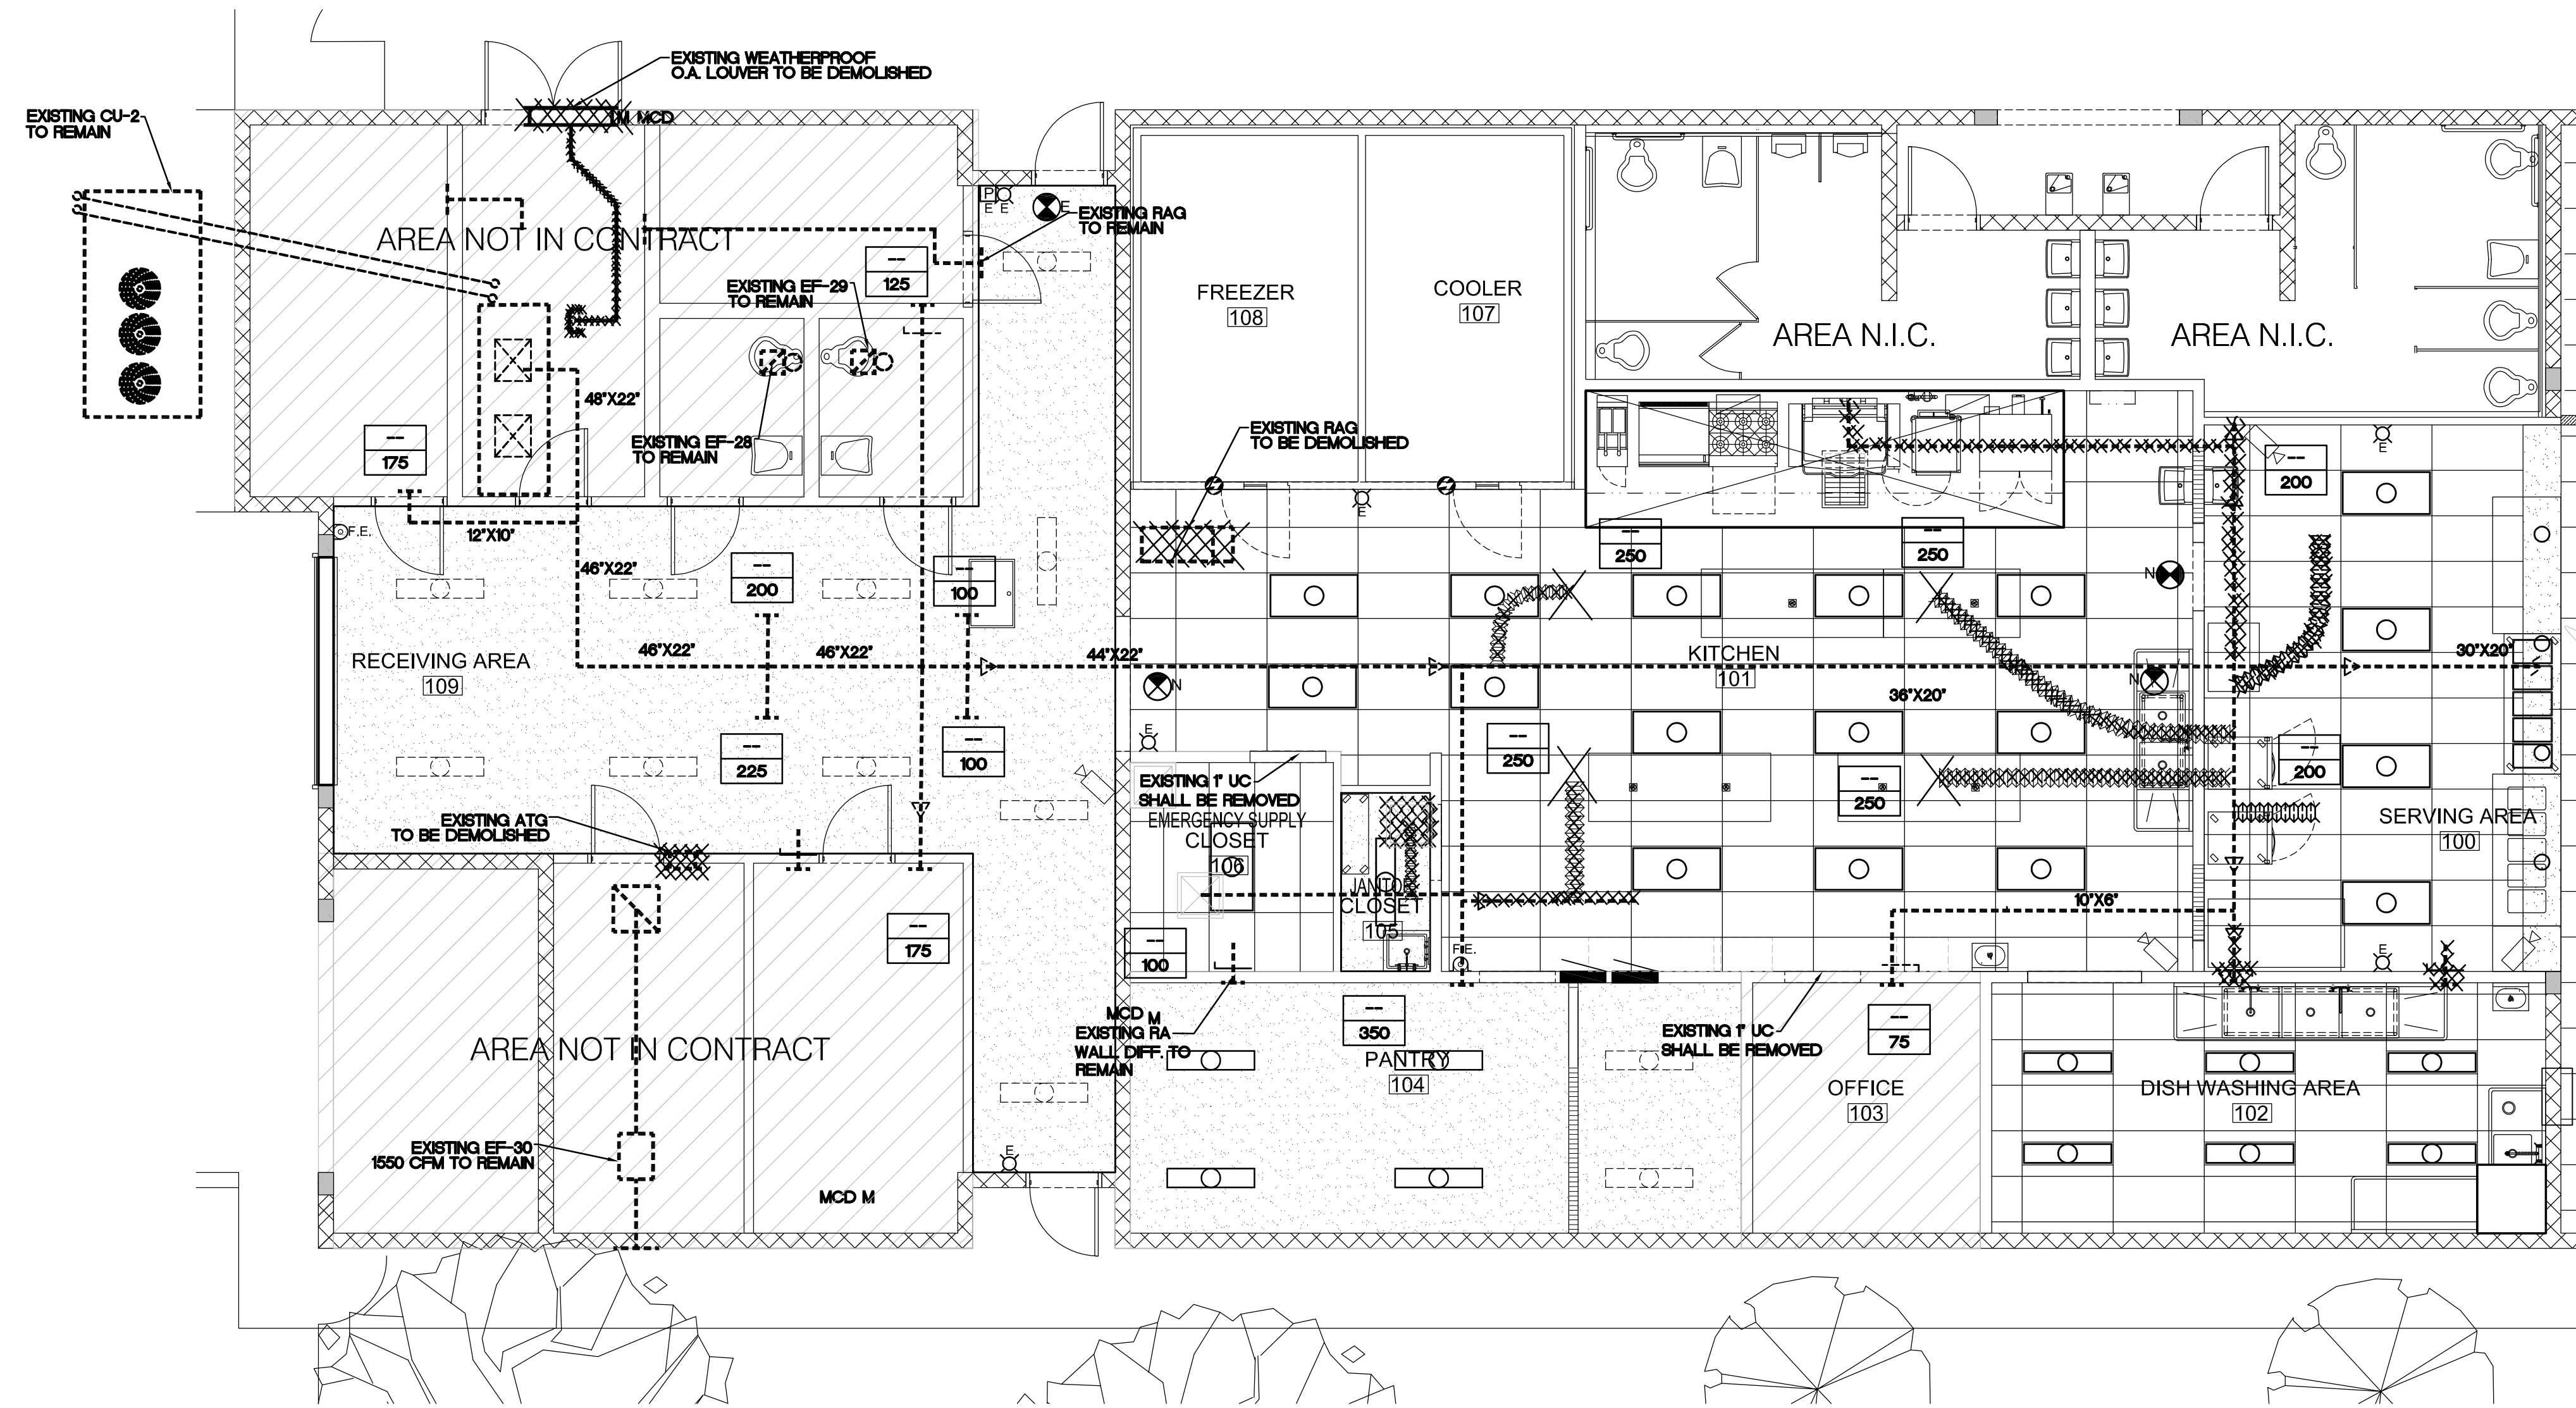 EXISTING WEATHERPROOF
O.A. LOUVER TO BE DEMOLISHED
EXISTING CU-2
TO REMAIN
M MCD
P
E E
E
EXISTING RAG
TO REMAIN
AREA NOT IN CONTRACT
--
125
EXISTING EF-29
TO REMAIN
FREEZER
108
COOLER
107
AREA N.I.C.
AREA N.I.C.
48"X22"
EXISTING EF-28
TO REMAIN
--
175
EXISTING RAG
TO BE DEMOLISHED
E
--
200
E
F.E.
12"X10"
--
250
--
250
46"X22"
--
200
--
100
N
RECEIVING AREA
109
46"X22"
46"X22"
44"X22"
KITCHEN
101
30"X20"
N
N
36"X20"
--
225
--
100
E
--
250
--
250
--
200
EXISTING 1" UC
SHALL BE REMOVED
EMERGENCY SUPPLY
CLOSET
106
EXISTING ATG
TO BE DEMOLISHED
SERVING AREA
100
JANITOR
CLOSET
105
10"X6"
--
175
--
100
F.E.
E
MCD M
EXISTING RA
WALL DIFF. TO
REMAIN
--
350
PANTRY
104
EXISTING 1" UC
SHALL BE REMOVED
--
75
AREA NOT IN CONTRACT
OFFICE
103
DISH WASHING AREA
102
EXISTING EF-30
1550 CFM TO REMAIN
E
MCD M